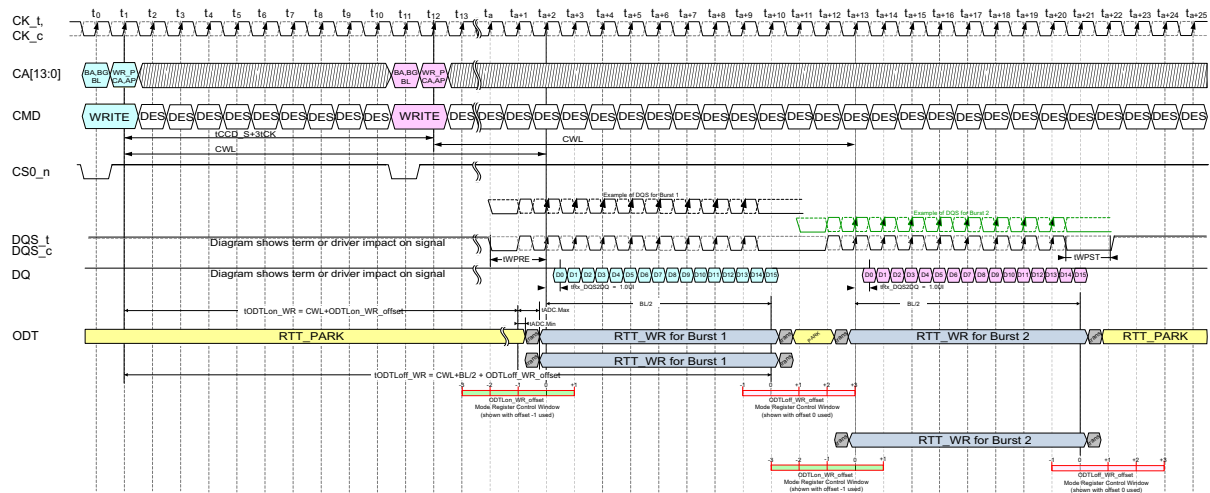 t0 t1 t2 t3 t4 t5 t6 t7 t8 t9 t10 t11 t12 t13 ta ta+1 ta+2 ta+3 ta+4 ta+5 ta+6 ta+7 ta+8 ta+9 ta+10 ta+11 ta+12 ta+13 ta+14 ta+15 ta+16 ta+17 ta+18 ta+19 ta+20 ta+21 ta+22 ta+23 ta+24 ta+25
CK_t,
CK_c
CA[13:0]
BA,BG BL
WR_P CA,AP
BA,BG BL
WR_P CA,AP
CMD
WRITE DES DES DES DES DES DES DES DES DES WRITE DES DES DES DES DES DES DES DES DES DES DES DES DES DES DES DES DES DES DES DES DES DES DES DES DES DES DES
tCCD_S+3tCK
CWL
CWL
CS0_n
Example of DQS for Burst 1
Example of DQS for Burst 2
DQS_t
DQS_c
Diagram shows term or driver impact on signal
tWPRE
tWPST
DQ
Diagram shows term or driver impact on signal
D0 D1 D2 D3 D4 D5 D6 D7 D8 D9 D10 D11 D12 D13 D14 D15
D0 D1 D2 D3 D4 D5 D6 D7 D8 D9 D10 D11 D12 D13 D14 D15
tRx_DQS2DQ = 1.0UI
tRx_DQS2DQ = 1.0UI
BL/2
BL/2
tODTLon_WR = CWL+ODTLon_WR_offset
tADC.Max
tADC.Min
ODT
RTT_PARK
RTT_WR for Burst 1
PARK
RTT_WR for Burst 2
RTT_PARK
RTT_WR for Burst 1
tODTLoff_WR = CWL+BL/2 + ODTLoff_WR_offset
-3 -2 -1 0 +1
ODTLon_WR_offset
Mode Register Control Window
(shown with offset -1 used)
-1 0 +1 +2 +3
ODTLoff_WR_offset
Mode Register Control Window
(shown with offset 0 used)
RTT_WR for Burst 2
-3 -2 -1 0 +1
ODTLon_WR_offset
Mode Register Control Window
(shown with offset -1 used)
-1 0 +1 +2 +3
ODTLoff_WR_offset
Mode Register Control Window
(shown with offset 0 used)